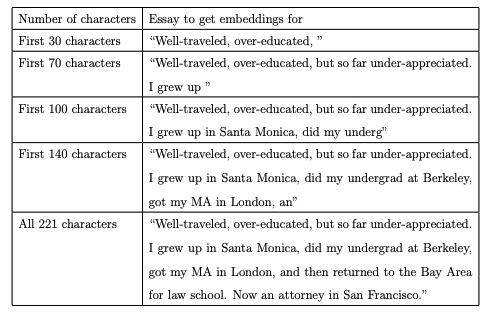 Number of characters Essay to get embeddings for
First 30 characters “Well-traveled, over-educated, ”
First 70 characters “Well-traveled, over-educated, but so far under-appreciated.
I grew up ”
First 100 characters “Well-traveled, over-educated, but so far under-appreciated.
I grew up in Santa Monica, did my underg”
First 140 characters “Well-traveled, over-educated, but so far under-appreciated.
I grew up in Santa Monica, did my undergrad at Berkeley,
got my MA in London, an”
All 221 characters “Well-traveled, over-educated, but so far under-appreciated.
I grew up in Santa Monica, did my undergrad at Berkeley,
got my MA in London, and then returned to the Bay Area
for law school. Now an attorney in San Francisco.”